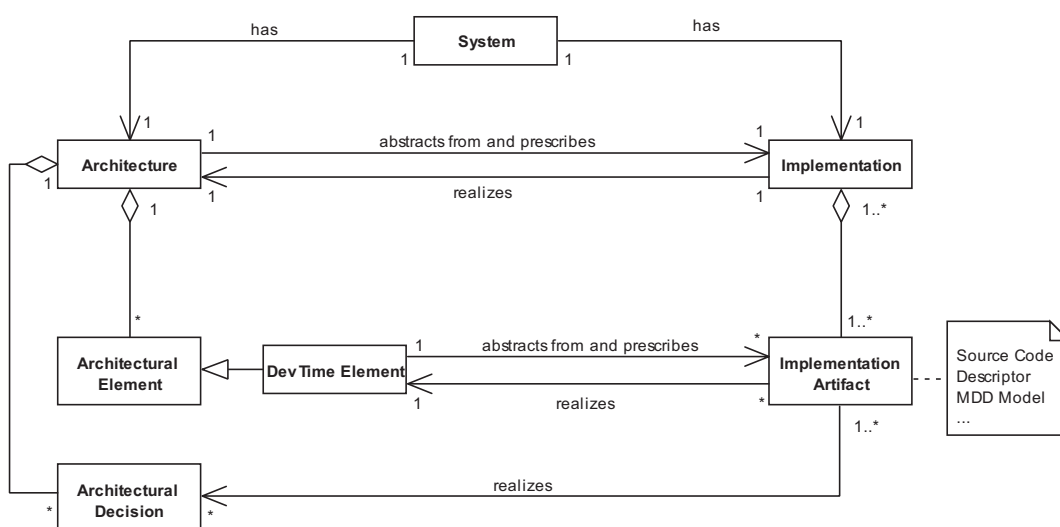 has
System
has
1
1
1
1
1
abstracts from and prescribes
1
Architecture
Implementation
1
realizes
1
1
1
1..*
*
1..*
Architectural
Element
DevTime Element
1
abstracts from and prescribes
*
Implementation
Artifact
1
realizes
*
Source Code
Descriptor
MDD Model
...
1..*
Architectural
Decision
realizes
*
*